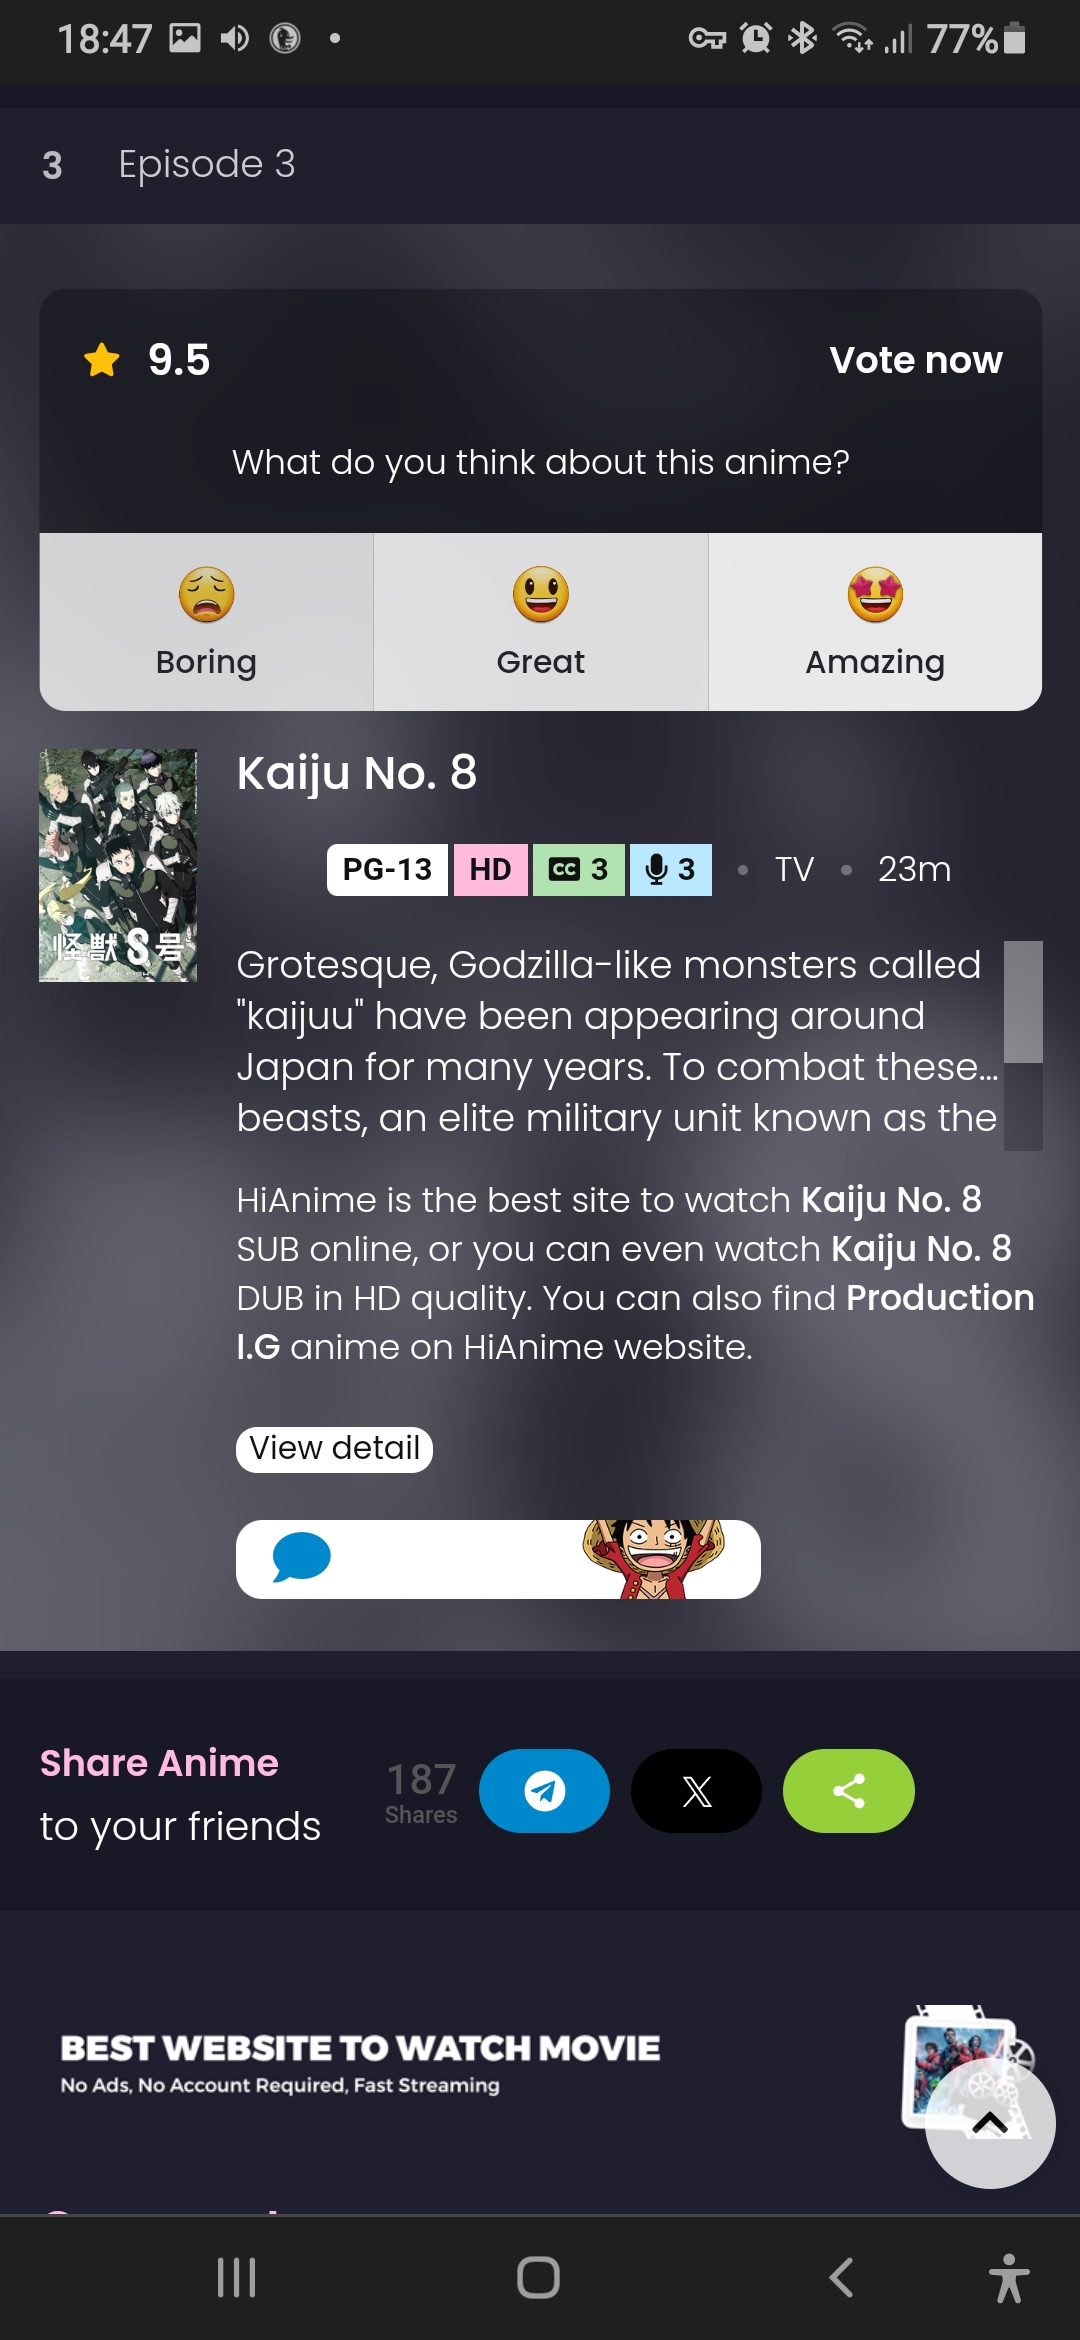 18:47
77%
3 Episode 3
9.5 Vote now
What do you think about this anime?
Boring Great Amazing
Kaiju No. 8
PG-13 HD CC 3 3 • TV • 23m
怪獣8号
Grotesque, Godzilla-like monsters called
"kaijuu" have been appearing around
Japan for many years. To combat these...
beasts, an elite military unit known as the
HiAnime is the best site to watch Kaiju No. 8
SUB online, or you can even watch Kaiju No. 8
DUB in HD quality. You can also find Production
I.G anime on HiAnime website.
View detail
Share Anime
to your friends
187
Shares
BEST WEBSITE TO WATCH MOVIE
No Ads, No Account Required, Fast Streaming